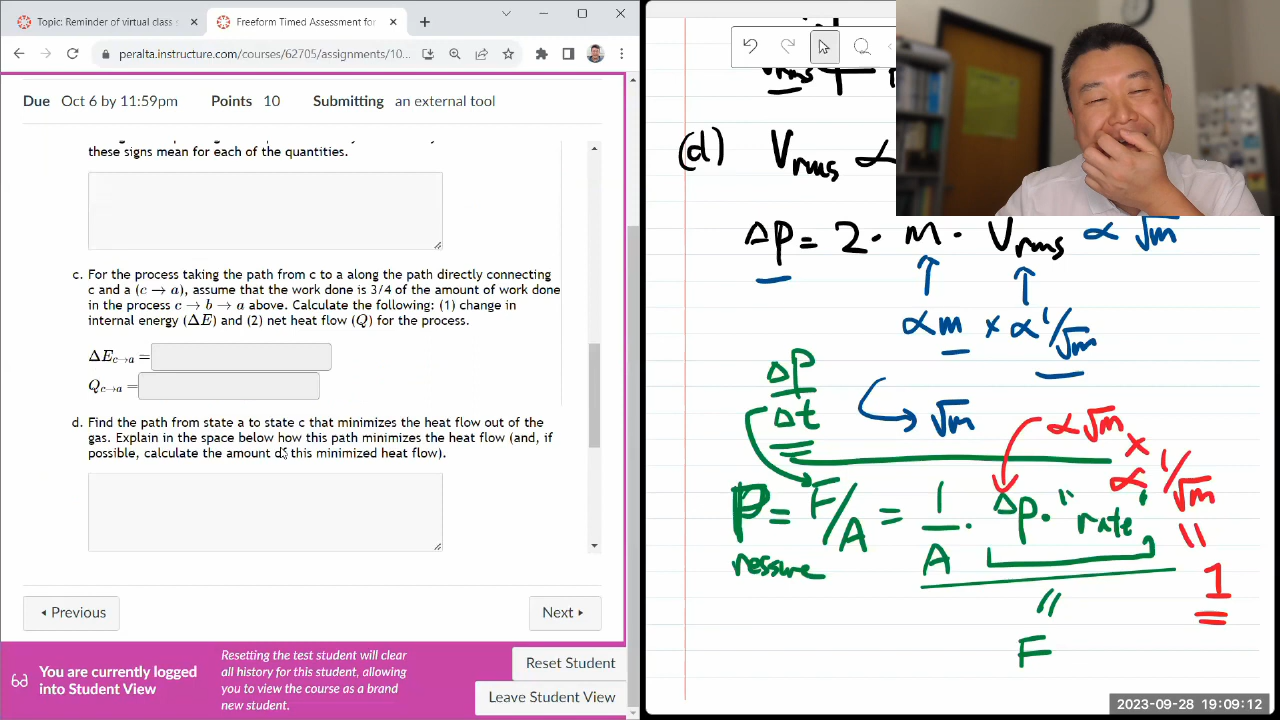 Topic: Reminder of virtual class s
Freeform Timed Assessment for
peralta.instructure.com/courses/62705/assignments/10...
Due Oct 6 by 11:59pm Points 10 Submitting an external tool
these signs mean for each of the quantities.
c. For the process taking the path from c to a along the path directly connecting
c and a (c → a), assume that the work done is 3/4 of the amount of work done
in the process c → b → a above. Calculate the following: (1) change in
internal energy (ΔE) and (2) net heat flow (Q) for the process.
ΔE c→a =
Q c→a =
d. Find the path from state a to state c that minimizes the heat flow out of the
gas. Explain in the space below how this path minimizes the heat flow (and, if
possible, calculate the amount of this minimized heat flow).
Previous
Next
You are currently logged
into Student View
Resetting the test student will clear
all history for this student, allowing
you to view the course as a brand
new student.
Reset Student
Leave Student View
Vrms
(d) Vrms ∝
Δp = 2 · m · Vrms ∝ √m
∝ m × ∝ 1/√m
Δp
Δt
√m
∝ √m ×
∝ 1/√m
P = F/A = 1/A · Δp · "rate"
ressure
"
1
"
F
2023-09-28 19:09:12